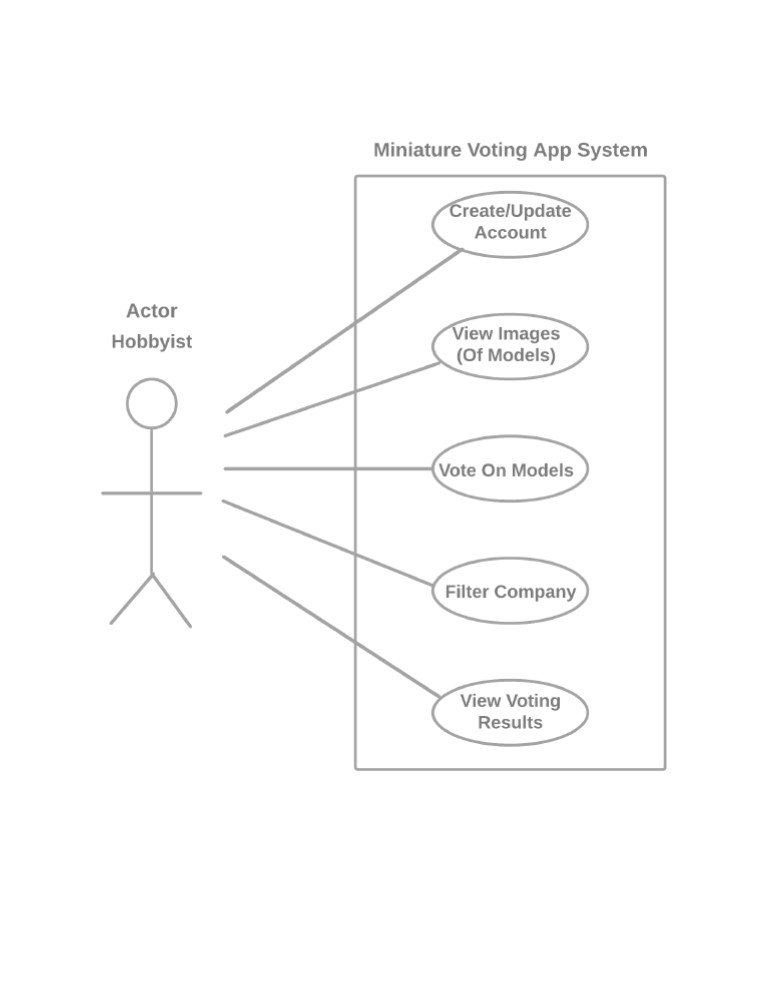 Miniature Voting App System
Create/Update
Account
Actor
Hobbyist
View Images
(Of Models)
Vote On Models
Filter Company
View Voting
Results